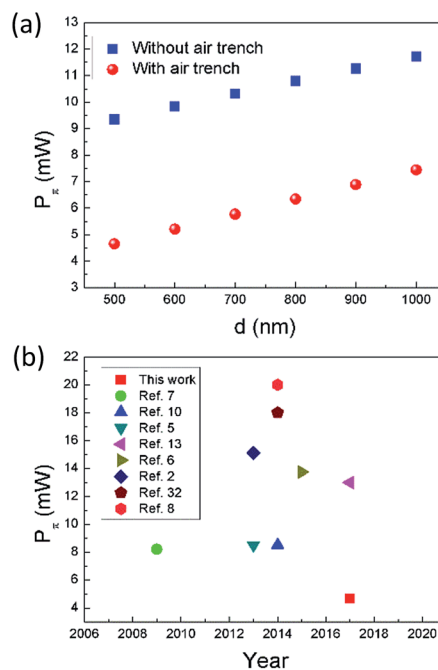 (a)
13
12
11
10
9
8
7
6
5
4
3
P_π (mW)
Without air trench
With air trench
500 600 700 800 900 1000
d (nm)
(b)
22
20
18
16
14
12
10
8
6
4
P_π (mW)
This work
Ref. 7
Ref. 10
Ref. 5
Ref. 13
Ref. 6
Ref. 2
Ref. 32
Ref. 8
2006 2008 2010 2012 2014 2016 2018 2020
Year